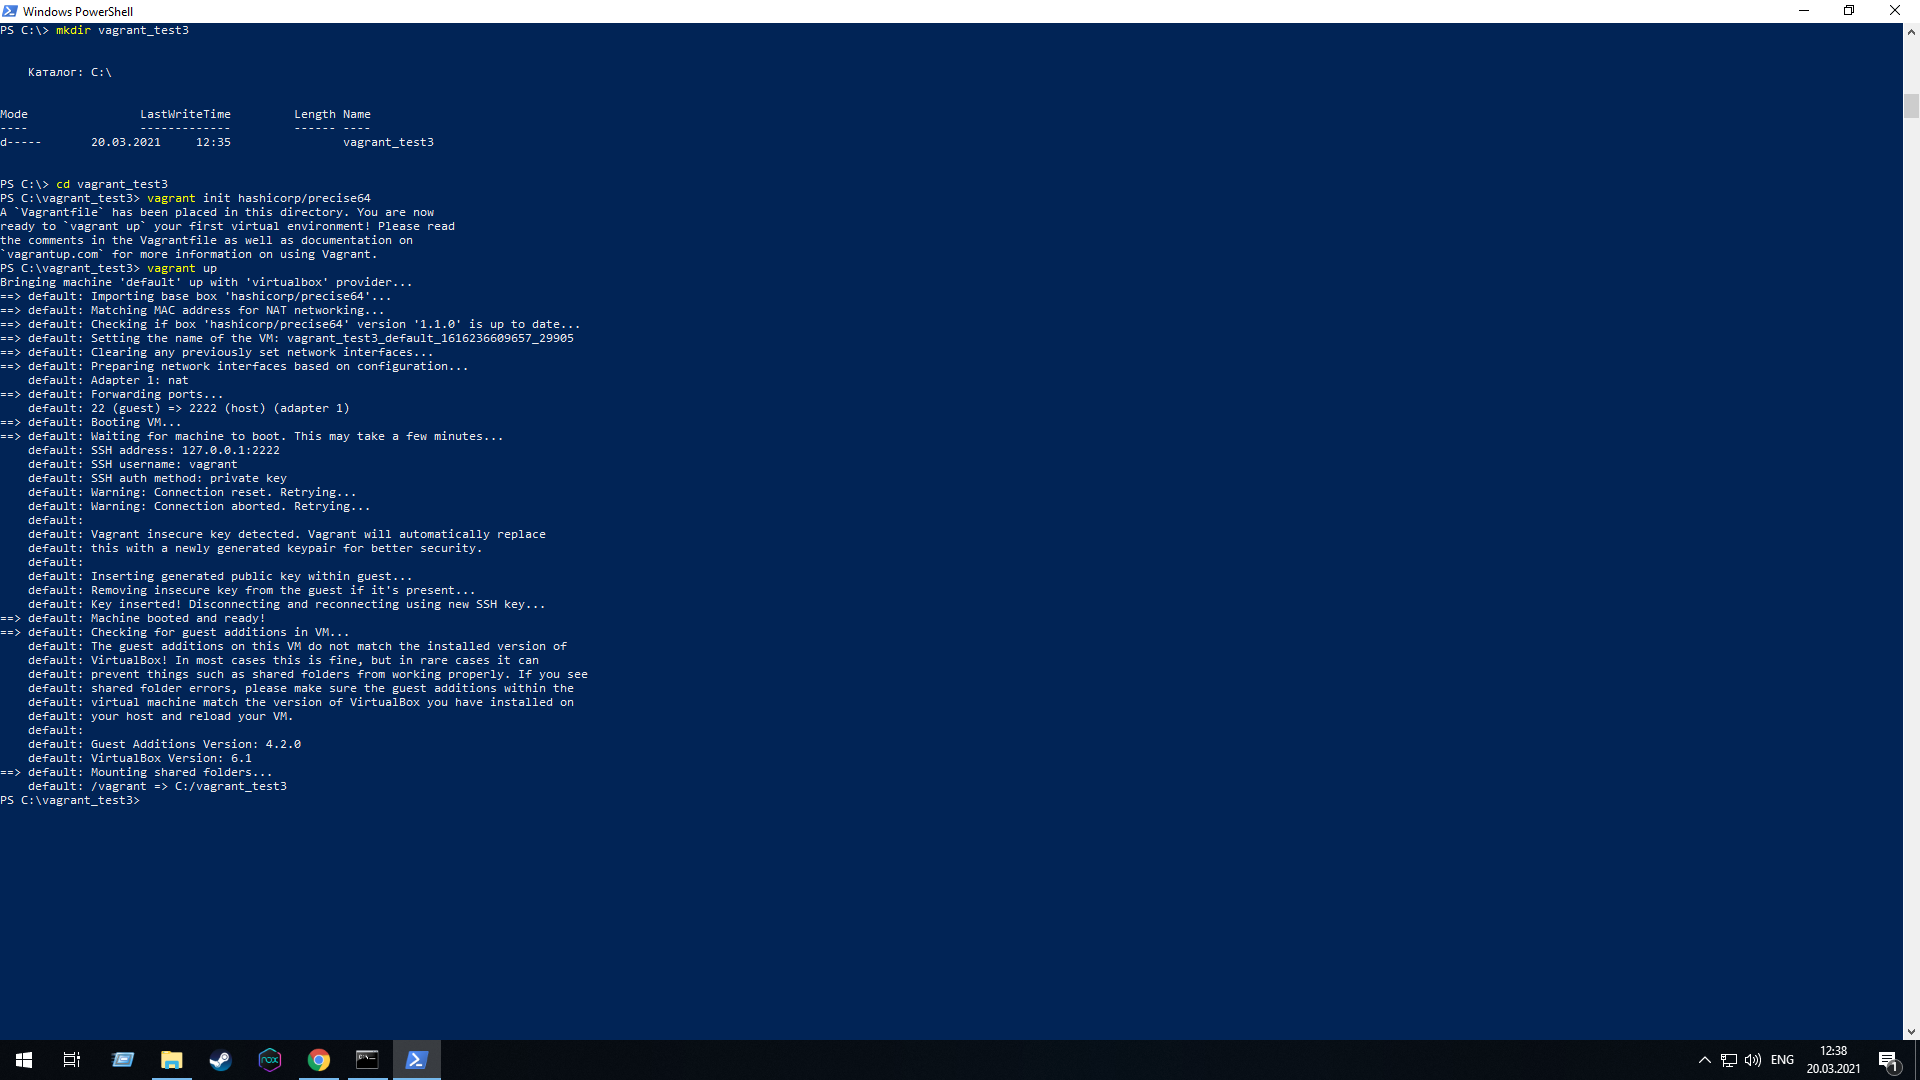 Windows PowerShell
PS C:\> mkdir vagrant_test3
Каталог: C:\
Mode LastWriteTime Length Name
---- ------------- ------ ----
d----- 20.03.2021 12:35 vagrant_test3
PS C:\> cd vagrant_test3
PS C:\vagrant_test3> vagrant init hashicorp/precise64
A `Vagrantfile` has been placed in this directory. You are now
ready to `vagrant up` your first virtual environment! Please read
the comments in the Vagrantfile as well as documentation on
`vagrantup.com` for more information on using Vagrant.
PS C:\vagrant_test3> vagrant up
Bringing machine 'default' up with 'virtualbox' provider...
==> default: Importing base box 'hashicorp/precise64'...
==> default: Matching MAC address for NAT networking...
==> default: Checking if box 'hashicorp/precise64' version '1.1.0' is up to date...
==> default: Setting the name of the VM: vagrant_test3_default_1616236609657_29905
==> default: Clearing any previously set network interfaces...
==> default: Preparing network interfaces based on configuration...
default: Adapter 1: nat
==> default: Forwarding ports...
default: 22 (guest) => 2222 (host) (adapter 1)
==> default: Booting VM...
==> default: Waiting for machine to boot. This may take a few minutes...
default: SSH address: 127.0.0.1:2222
default: SSH username: vagrant
default: SSH auth method: private key
default: Warning: Connection reset. Retrying...
default: Warning: Connection aborted. Retrying...
default:
default: Vagrant insecure key detected. Vagrant will automatically replace
default: this with a newly generated keypair for better security.
default:
default: Inserting generated public key within guest...
default: Removing insecure key from the guest if it's present...
default: Key inserted! Disconnecting and reconnecting using new SSH key...
==> default: Machine booted and ready!
==> default: Checking for guest additions in VM...
default: The guest additions on this VM do not match the installed version of
default: VirtualBox! In most cases this is fine, but in rare cases it can
default: prevent things such as shared folders from working properly. If you see
default: shared folder errors, please make sure the guest additions within the
default: virtual machine match the version of VirtualBox you have installed on
default: your host and reload your VM.
default:
default: Guest Additions Version: 4.2.0
default: VirtualBox Version: 6.1
==> default: Mounting shared folders...
default: /vagrant => C:/vagrant_test3
PS C:\vagrant_test3>
nox
ENG
12:38
20.03.2021
1